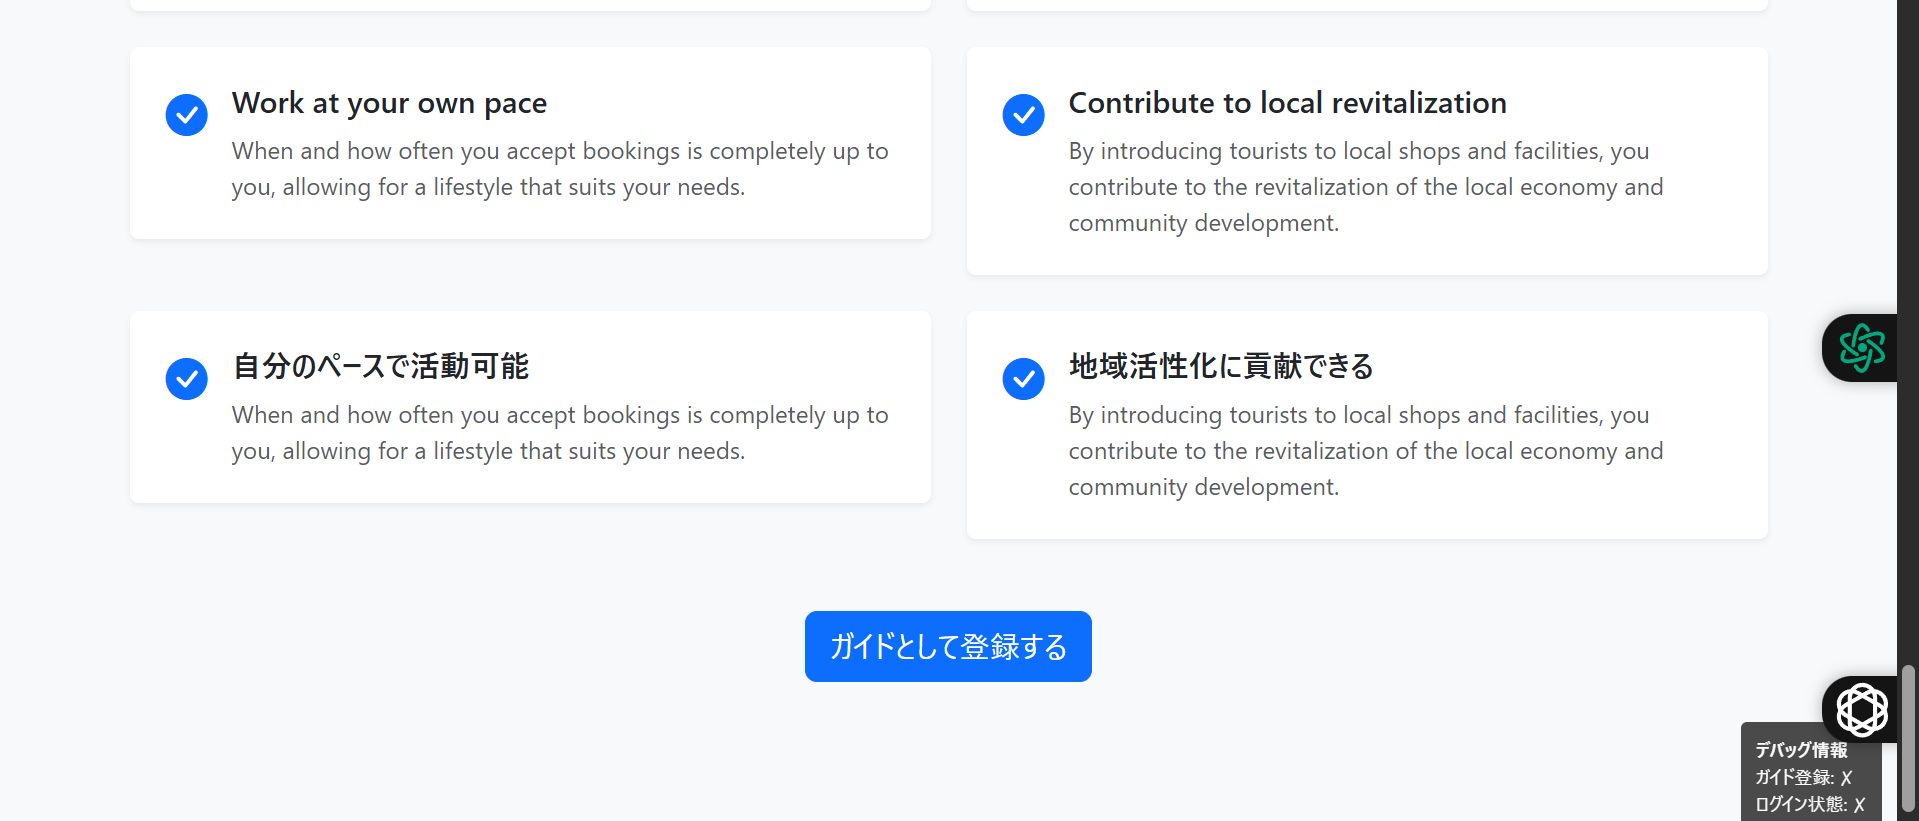 Work at your own pace
When and how often you accept bookings is completely up to
you, allowing for a lifestyle that suits your needs.
Contribute to local revitalization
By introducing tourists to local shops and facilities, you
contribute to the revitalization of the local economy and
community development.
自分のペースで活動可能
When and how often you accept bookings is completely up to
you, allowing for a lifestyle that suits your needs.
地域活性化に貢献できる
By introducing tourists to local shops and facilities, you
contribute to the revitalization of the local economy and
community development.
ガイドとして登録する
デバッグ情報
ガイド登録: ✗
ログイン状態: ✗